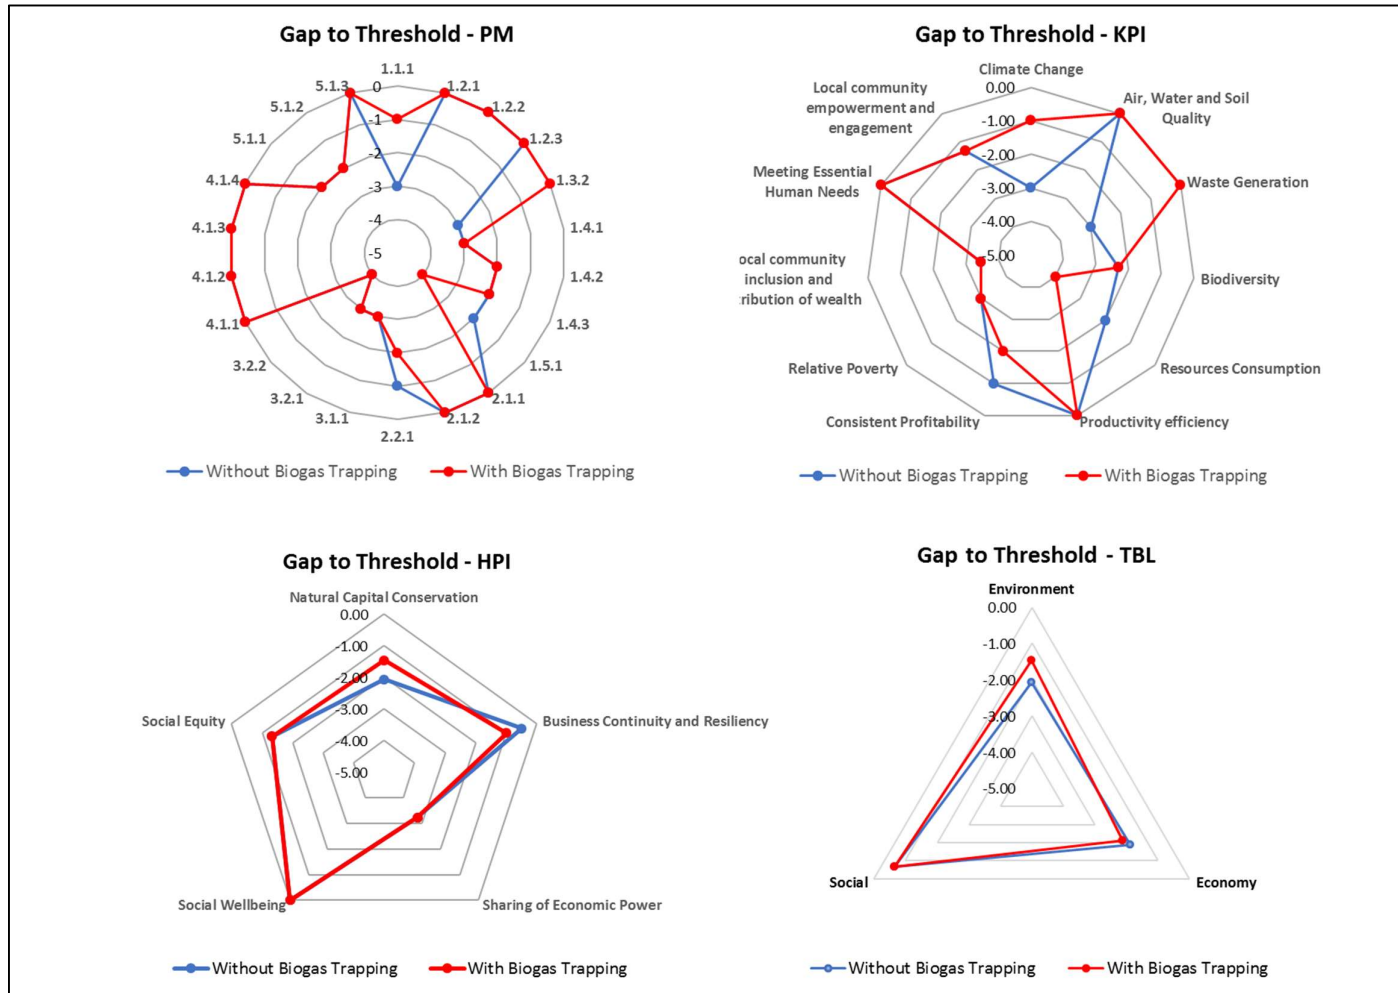 Gap to Threshold - PM
1.1.1
5.1.3
0
1.2.1
5.1.2
-1
1.2.2
5.1.1
-2
1.2.3
4.1.4
-3
1.3.2
-4
4.1.3
1.4.1
-5
4.1.2
1.4.2
4.1.1
1.4.3
3.2.2
1.5.1
3.2.1
2.1.1
3.1.1
2.1.2
2.2.1
Without Biogas Trapping
With Biogas Trapping
Gap to Threshold - KPI
Climate Change
0.00
Local community
empowerment and
engagement
Air, Water and Soil
Quality
-1.00
-2.00
Meeting Essential
Human Needs
Waste Generation
-3.00
-4.00
-5.00
ocal community
inclusion and
tribution of wealth
Biodiversity
Relative Poverty
Resources Consumption
Consistent Profitability
Productivity efficiency
Without Biogas Trapping
With Biogas Trapping
Gap to Threshold - HPI
Natural Capital Conservation
0.00
-1.00
-2.00
-3.00
-4.00
-5.00
Social Equity
Business Continuity and Resiliency
Social Wellbeing
Sharing of Economic Power
Without Biogas Trapping
With Biogas Trapping
Gap to Threshold - TBL
Environment
0.00
-1.00
-2.00
-3.00
-4.00
-5.00
Social
Economy
Without Biogas Trapping
With Biogas Trapping